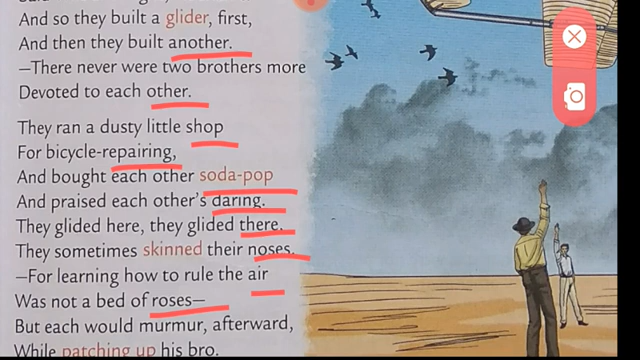 And so they built a glider, first,
And then they built another.
—There never were two brothers more
Devoted to each other.
They ran a dusty little shop
For bicycle-repairing,
And bought each other soda-pop
And praised each other's daring.
They glided here, they glided there,
They sometimes skinned their noses.
—For learning how to rule the air
Was not a bed of roses—
But each would murmur, afterward,
While patching up his bro.